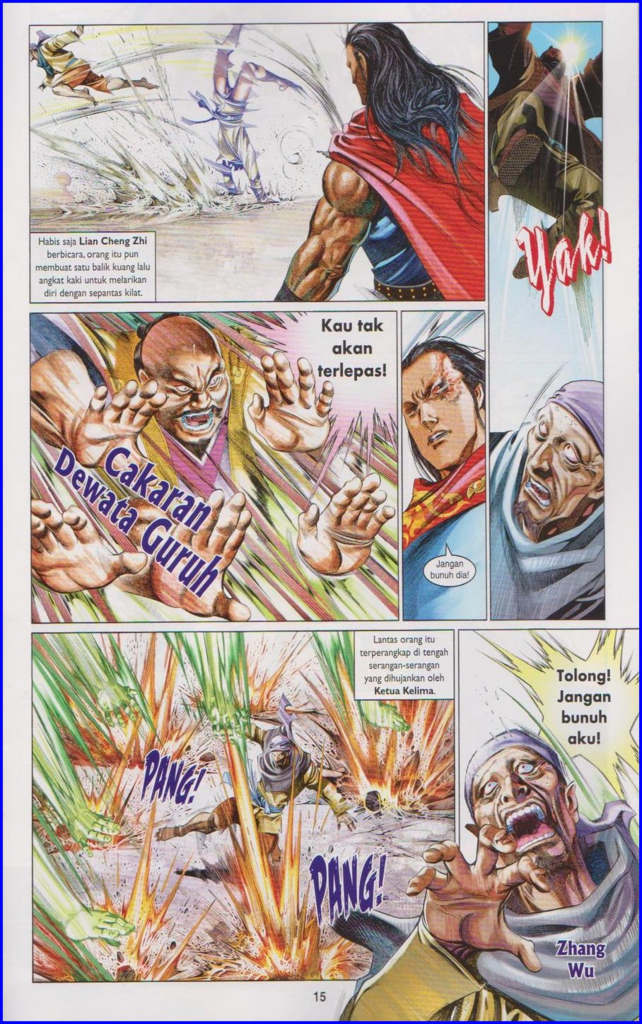 Habis saja Lian Cheng Zhi
berbicara, orang itu pun
membuat satu balik kuang lalu
angkat kaki untuk melarikan
diri dengan sepantas kilat.
Yak!
Kau tak
akan
terlepas!
Cakaran
Dewata Guruh
Jangan
bunuh dia!
Lantas orang itu
terperangkap di tengah
serangan-serangan
yang dihujankan oleh
Ketua Kelima.
PANG!
PANG!
Tolong!
Jangan
bunuh
aku!
Zhang
Wu
15